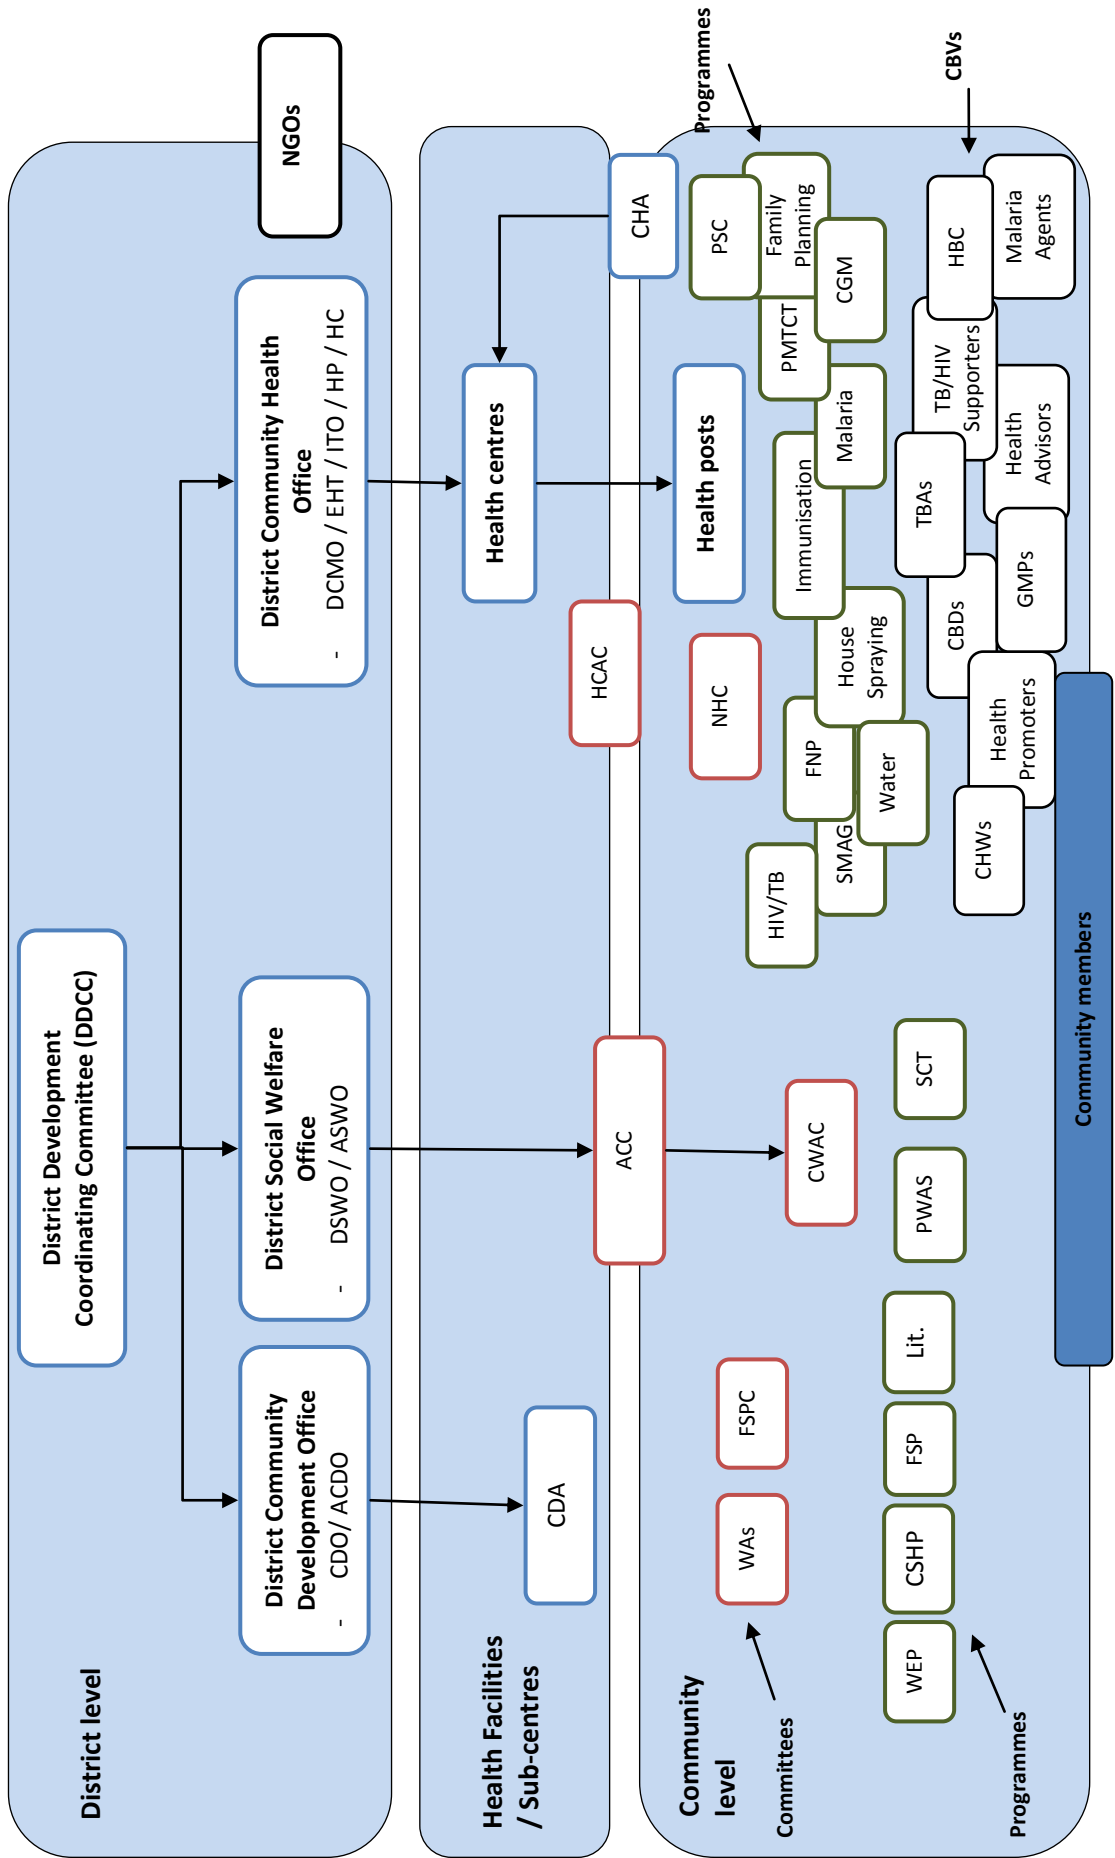 District level
District Development
Coordinating Committee (DDCC)
NGOs
District Community
Development Office
- CDO/ ACDO
District Social Welfare
Office
- DSWO / ASWO
District Community Health
Office
- DCMO / EHT / ITO / HP / HC
Health Facilities
/ Sub-centres
CDA
ACC
HCAC
Health centres
CHA
Community
level
Committees
WAs
FSPC
CWAC
NHC
Health posts
Programmes
HIV/TB
SMAG
FNP
Water
House
Spraying
Immunisation
Malaria
PMTCT
CGM
PSC
Family
Planning
Programmes
WEP
CSHP
FSP
Lit.
PWAS
SCT
CBVs
CHWs
Health
Promoters
CBDs
GMPs
TBAs
Health
Advisors
TB/HIV
Supporters
HBC
Malaria
Agents
Community members